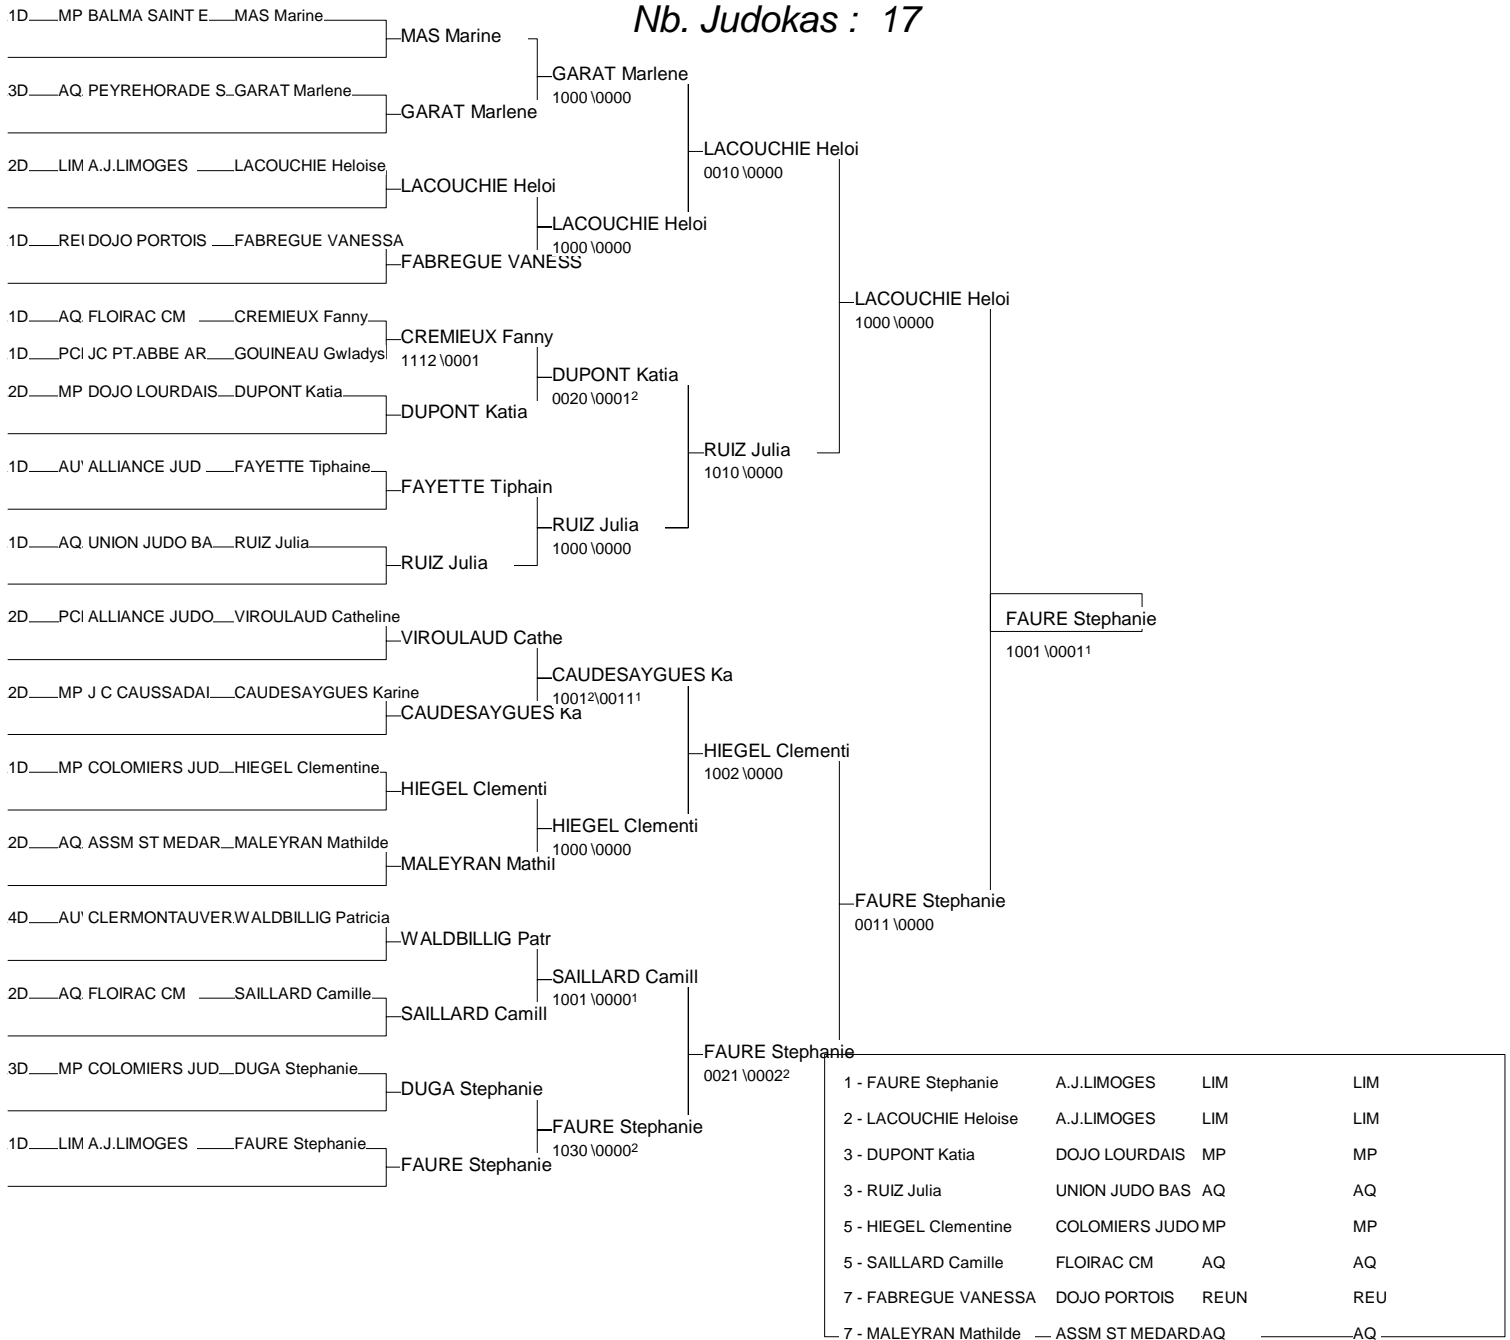 Nb. Judokas : 17
1D MP BALMA SAINT E MAS Marine
MAS Marine
GARAT Marlene
1000 \0000
3D AQ PEYREHORADE S GARAT Marlene
GARAT Marlene
LACOUCHIE Heloi
0010 \0000
2D LIM A.J.LIMOGES LACOUCHIE Heloise
LACOUCHIE Heloi
LACOUCHIE Heloi
1000 \0000
1D REU DOJO PORTOIS FABREGUE VANESSA
FABREGUE VANESS
LACOUCHIE Heloi
1000 \0000
1D AQ FLOIRAC CM CREMIEUX Fanny
CREMIEUX Fanny
1112 \0001
1D PCI JC PT.ABBE AR GOUINEAU Gwladys
DUPONT Katia
0020 \0001²
2D MP DOJO LOURDAIS DUPONT Katia
DUPONT Katia
RUIZ Julia
1010 \0000
1D AUV ALLIANCE JUD FAYETTE Tiphaine
FAYETTE Tiphain
RUIZ Julia
1000 \0000
1D AQ UNION JUDO BA RUIZ Julia
RUIZ Julia
FAURE Stephanie
1001 \0001¹
2D PCI ALLIANCE JUDO VIROULAUD Catheline
VIROULAUD Cathe
CAUDESAYGUES Ka
1001²\0011¹
2D MP J C CAUSSADAI CAUDESAYGUES Karine
CAUDESAYGUES Ka
HIEGEL Clementi
1002 \0000
1D MP COLOMIERS JUD HIEGEL Clementine
HIEGEL Clementi
HIEGEL Clementi
1000 \0000
2D AQ ASSM ST MEDAR MALEYRAN Mathilde
MALEYRAN Mathil
FAURE Stephanie
0011 \0000
4D AUV CLERMONTAUVER WALDBILLIG Patricia
WALDBILLIG Patr
SAILLARD Camill
1001 \0000¹
2D AQ FLOIRAC CM SAILLARD Camille
SAILLARD Camill
FAURE Stephanie
0021 \0002²
3D MP COLOMIERS JUD DUGA Stephanie
DUGA Stephanie
FAURE Stephanie
1030 \0000²
1D LIM A.J.LIMOGES FAURE Stephanie
FAURE Stephanie
1 - FAURE Stephanie A.J.LIMOGES LIM LIM
2 - LACOUCHIE Heloise A.J.LIMOGES LIM LIM
3 - DUPONT Katia DOJO LOURDAIS MP MP
3 - RUIZ Julia UNION JUDO BAS AQ AQ
5 - HIEGEL Clementine COLOMIERS JUDO MP MP
5 - SAILLARD Camille FLOIRAC CM AQ AQ
7 - FABREGUE VANESSA DOJO PORTOIS REUN REU
7 - MALEYRAN Mathilde ASSM ST MEDARD AQ AQ